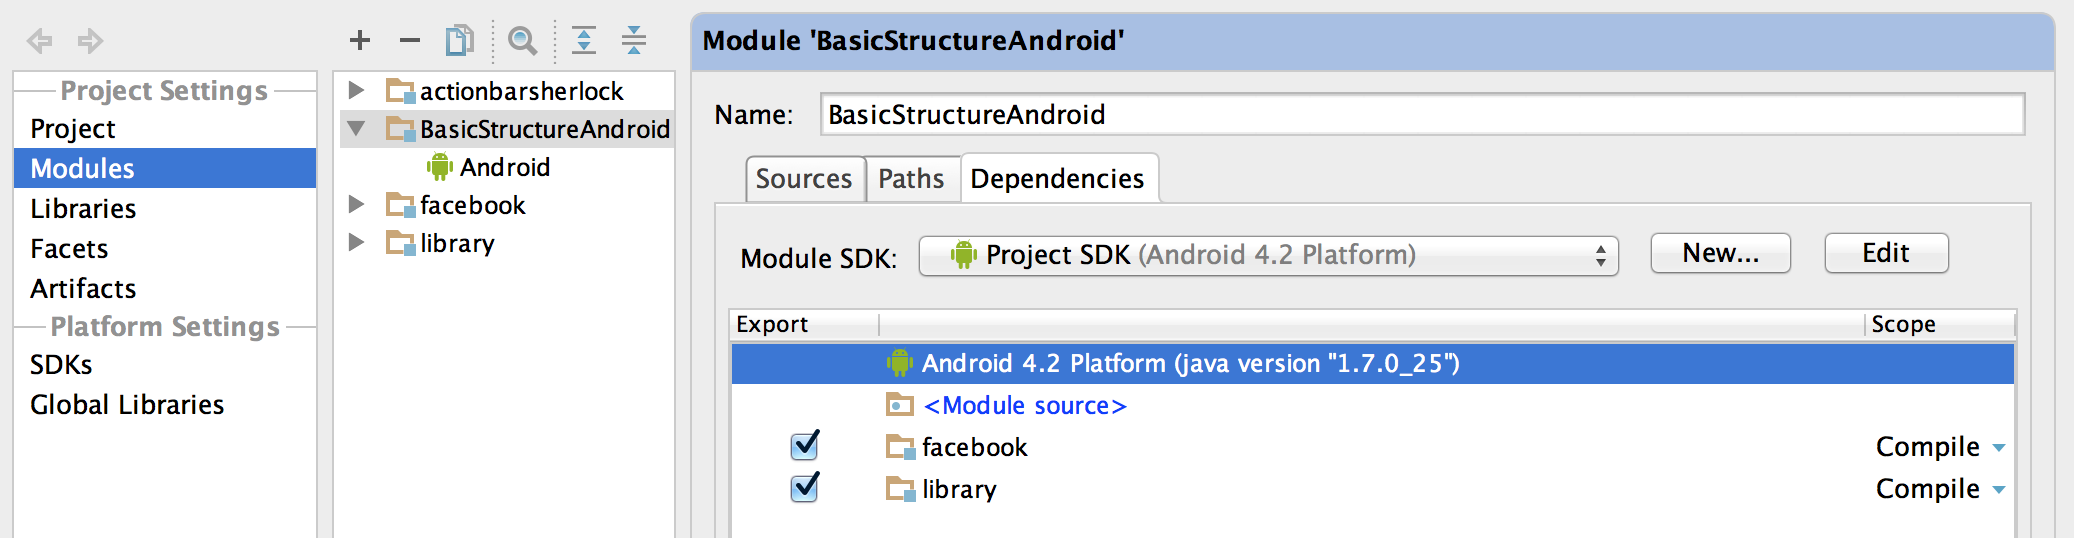 Project Settings
Project
Modules
Libraries
Facets
Artifacts
Platform Settings
SDKs
Global Libraries
actionbarsherlock
BasicStructureAndroid
Android
facebook
library
Module 'BasicStructureAndroid'
Name: BasicStructureAndroid
Sources Paths Dependencies
Module SDK: Project SDK (Android 4.2 Platform) New... Edit
Export Scope
Android 4.2 Platform (java version "1.7.0_25")
<Module source>
facebook Compile
library Compile